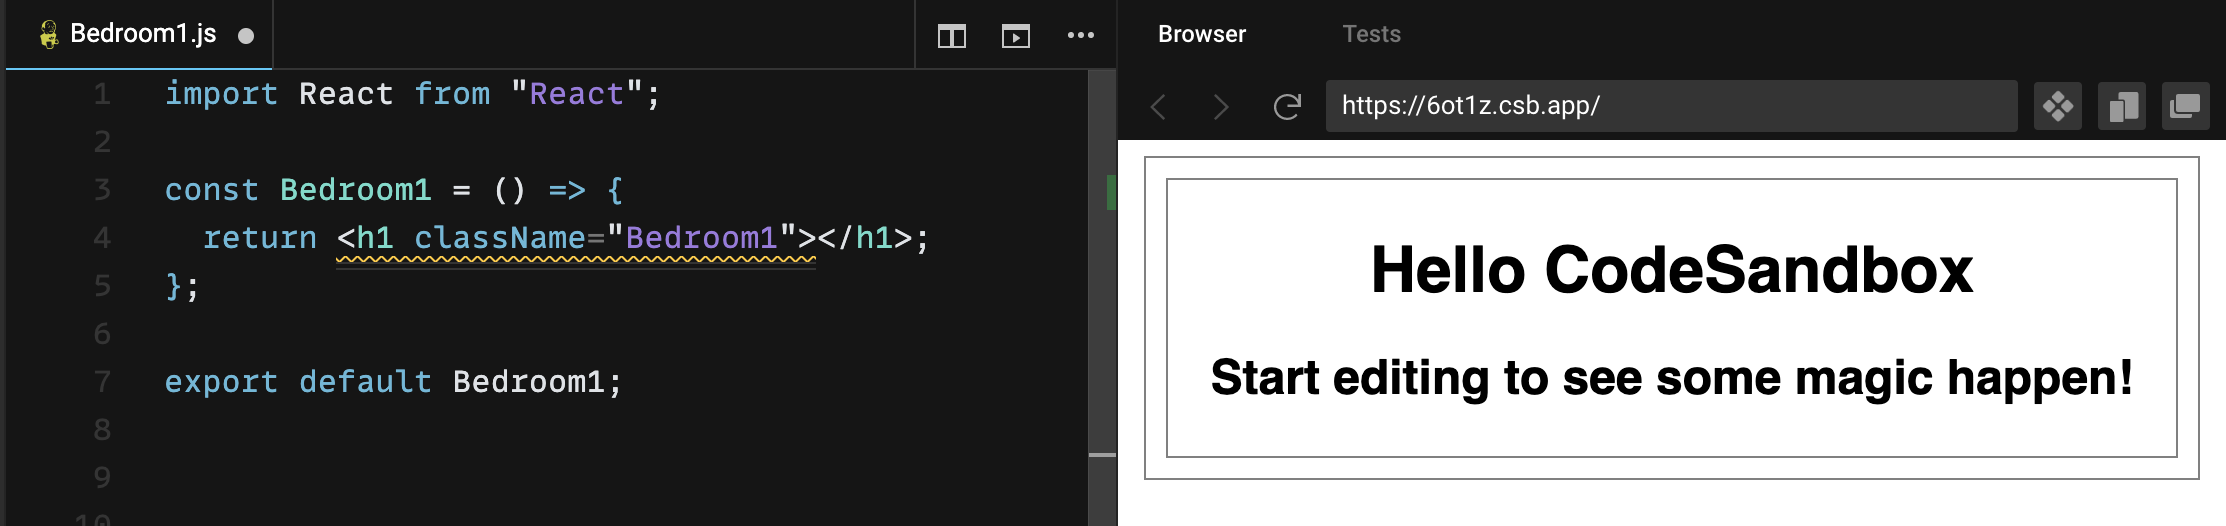 Bedroom1.js
Browser Tests
https://6ot1z.csb.app/
1 import React from "React";
2
3 const Bedroom1 = () => {
4 return <h1 className="Bedroom1"></h1>;
5 };
6
7 export default Bedroom1;
8
9
10
Hello CodeSandbox
Start editing to see some magic happen!